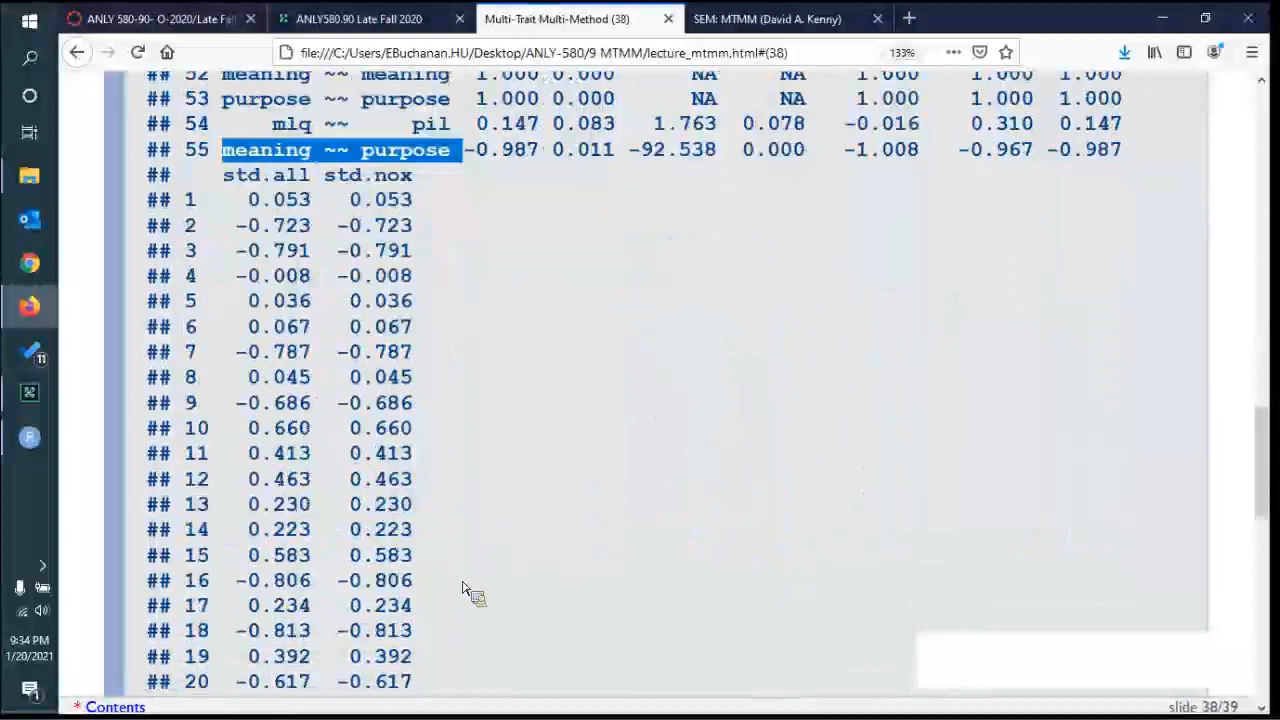 ANLY 580-90- O-2020/Late Fall
ANLY580.90 Late Fall 2020
Multi-Trait Multi-Method (38)
SEM: MTMM (David A. Kenny)
file:///C:/Users/EBuchanan.HU/Desktop/ANLY-580/9 MTMM/lecture_mtmm.html#(38)
133%
## 52 meaning ~~ meaning 1.000 0.000 NA NA 1.000 1.000 1.000
## 53 purpose ~~ purpose 1.000 0.000 NA NA 1.000 1.000 1.000
## 54 mlq ~~ pil 0.147 0.083 1.763 0.078 -0.016 0.310 0.147
## 55 meaning ~~ purpose -0.987 0.011 -92.538 0.000 -1.008 -0.967 -0.987
## std.all std.nox
## 1 0.053 0.053
## 2 -0.723 -0.723
## 3 -0.791 -0.791
## 4 -0.008 -0.008
## 5 0.036 0.036
## 6 0.067 0.067
## 7 -0.787 -0.787
## 8 0.045 0.045
## 9 -0.686 -0.686
## 10 0.660 0.660
## 11 0.413 0.413
## 12 0.463 0.463
## 13 0.230 0.230
## 14 0.223 0.223
## 15 0.583 0.583
## 16 -0.806 -0.806
## 17 0.234 0.234
## 18 -0.813 -0.813
## 19 0.392 0.392
## 20 -0.617 -0.617
11
9:34 PM
1/20/2021
* Contents
slide 38/39